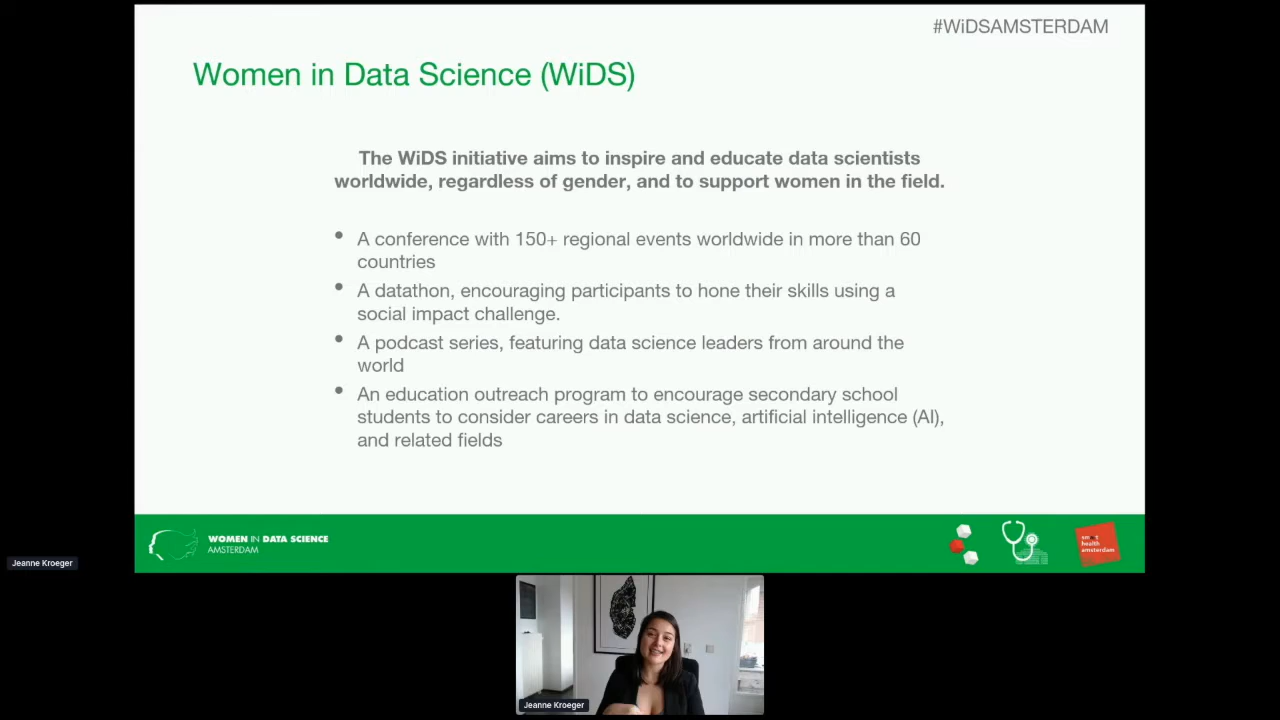 #WiDSAMSTERDAM
Women in Data Science (WiDS)
The WiDS initiative aims to inspire and educate data scientists
worldwide, regardless of gender, and to support women in the field.
• A conference with 150+ regional events worldwide in more than 60
countries
• A datathon, encouraging participants to hone their skills using a
social impact challenge.
• A podcast series, featuring data science leaders from around the
world
• An education outreach program to encourage secondary school
students to consider careers in data science, artificial intelligence (AI),
and related fields
WOMEN IN DATA SCIENCE
AMSTERDAM
smart
health
amsterdam
Jeanne Kroeger
Jeanne Kroeger